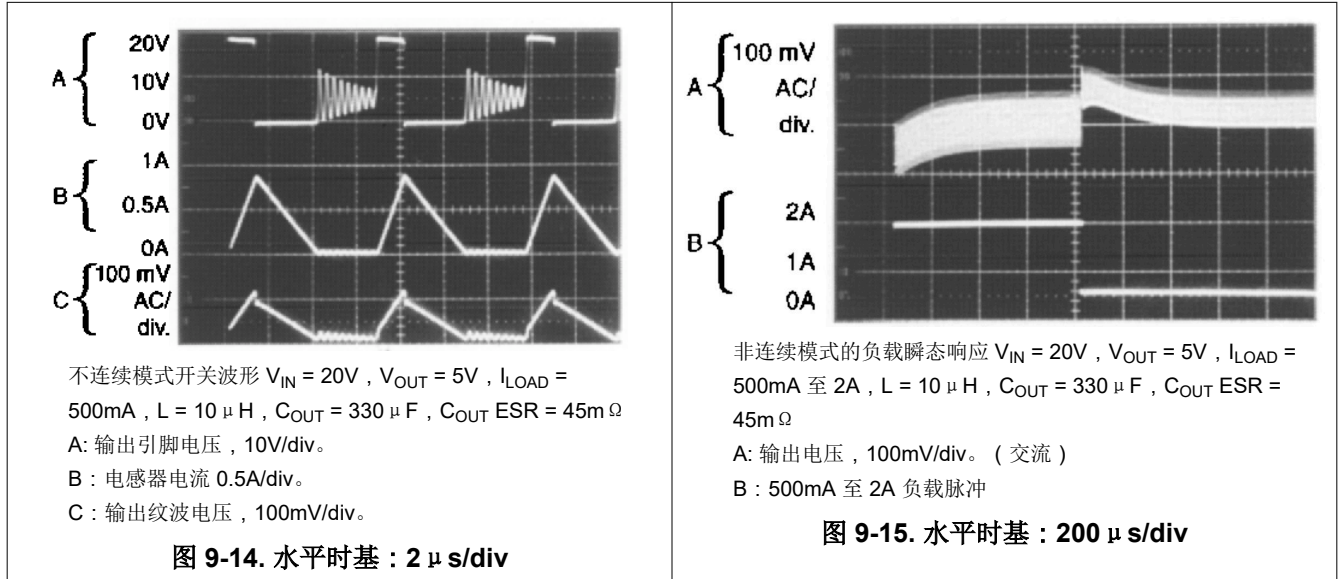 A
20V
10V
0V
B
1A
0.5A
0A
C
100 mV
AC/
div.
不连续模式开关波形 VIN = 20V，VOUT = 5V，ILOAD =
500mA，L = 10 μ H，COUT = 330 μ F，COUT ESR = 45m Ω
A: 输出引脚电压，10V/div。
B：电感器电流 0.5A/div。
C：输出纹波电压，100mV/div。
图 9-14. 水平时基：2 μ s/div
A
100 mV
AC/
div.
B
2A
1A
0A
非连续模式的负载瞬态响应 VIN = 20V，VOUT = 5V，ILOAD =
500mA 至 2A，L = 10 μ H，COUT = 330 μ F，COUT ESR =
45m Ω
A: 输出电压，100mV/div。（交流）
B：500mA 至 2A 负载脉冲
图 9-15. 水平时基：200 μ s/div